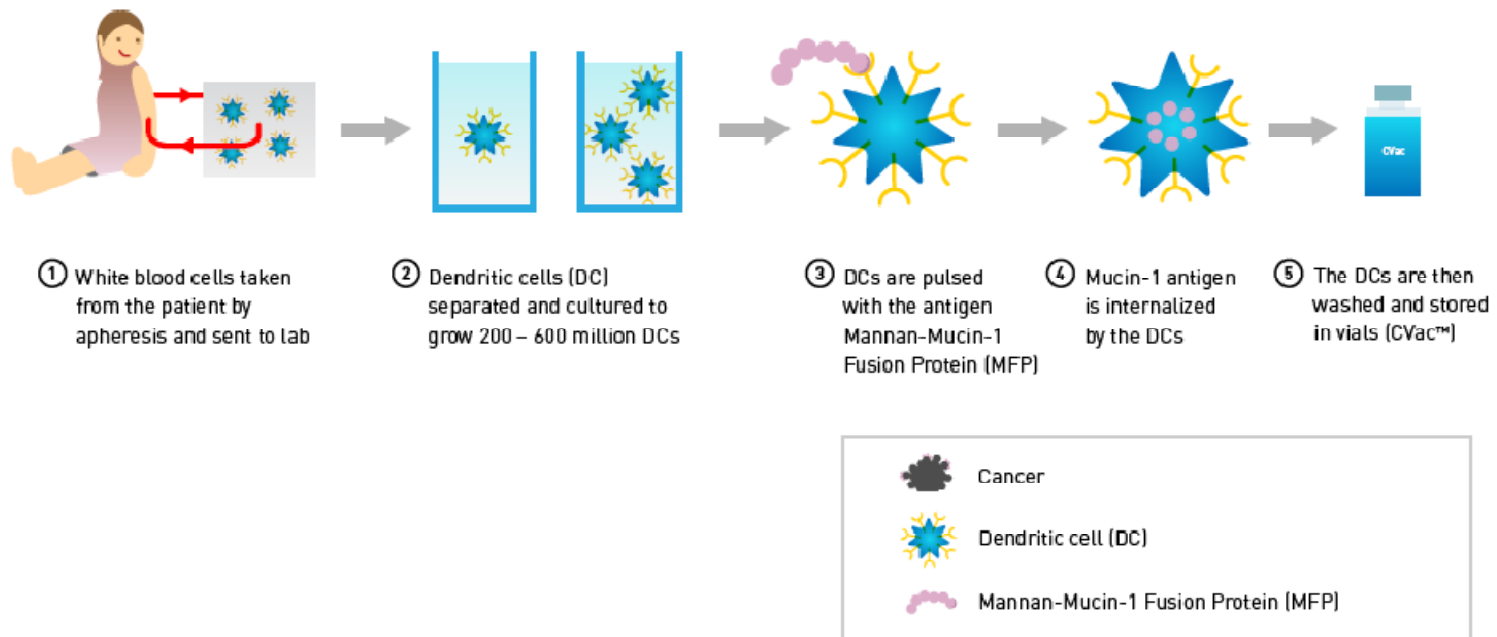 CVac
1 White blood cells taken
from the patient by
apheresis and sent to lab
2 Dendritic cells (DC)
separated and cultured to
grow 200 – 600 million DCs
3 DCs are pulsed
with the antigen
Mannan-Mucin-1
Fusion Protein (MFP)
4 Mucin-1 antigen
is internalized
by the DCs
5 The DCs are then
washed and stored
in vials (CVac™)
Cancer
Dendritic cell (DC)
Mannan-Mucin-1 Fusion Protein (MFP)